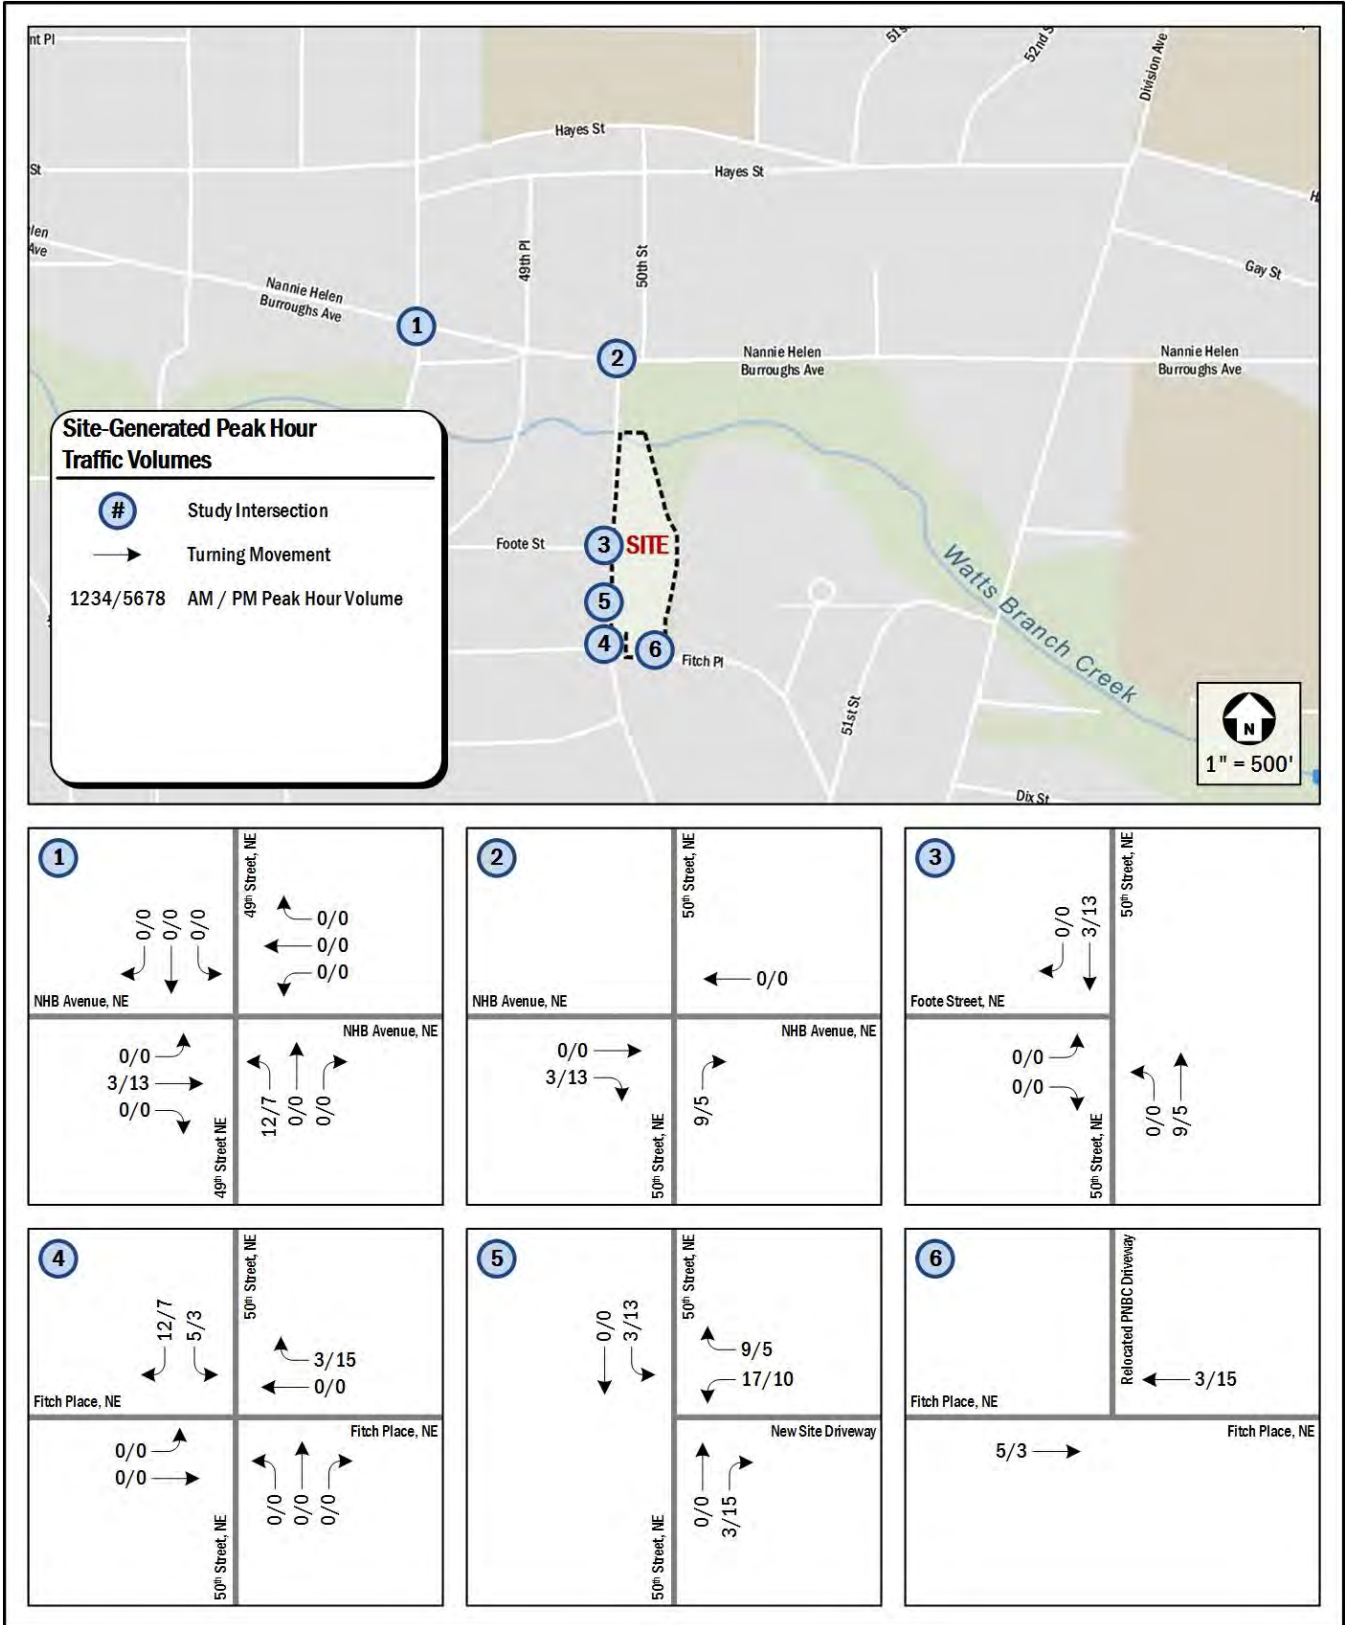 nt Pl
51s
52nd S
Division Ave
Hayes St
St
Hayes St
H
len
Ave
49th Pl
50th St
Gay St
Nannie Helen
Burroughs Ave
1
2
Nannie Helen
Burroughs Ave
Nannie Helen
Burroughs Ave
Site-Generated Peak Hour
Traffic Volumes
# Study Intersection
Turning Movement
1234/5678 AM / PM Peak Hour Volume
Foote St
3 SITE
5
4
6
Fitch Pl
Watts Branch Creek
51st St
Dix St
N
1" = 500'
1
49th Street, NE
0/0
0/0
0/0
0/0
0/0
0/0
NHB Avenue, NE
NHB Avenue, NE
0/0
3/13
0/0
12/7
0/0
0/0
49th Street NE
2
50th Street, NE
0/0
NHB Avenue, NE
NHB Avenue, NE
0/0
3/13
9/5
50th Street, NE
3
50th Street, NE
0/0
3/13
Foote Street, NE
0/0
0/0
0/0
9/5
50th Street, NE
4
50th Street, NE
12/7
5/3
3/15
0/0
Fitch Place, NE
Fitch Place, NE
0/0
0/0
0/0
0/0
0/0
50th Street, NE
5
50th Street, NE
0/0
3/13
9/5
17/10
New Site Driveway
0/0
3/15
50th Street, NE
6
Relocated PNBC Driveway
3/15
Fitch Place, NE
Fitch Place, NE
5/3